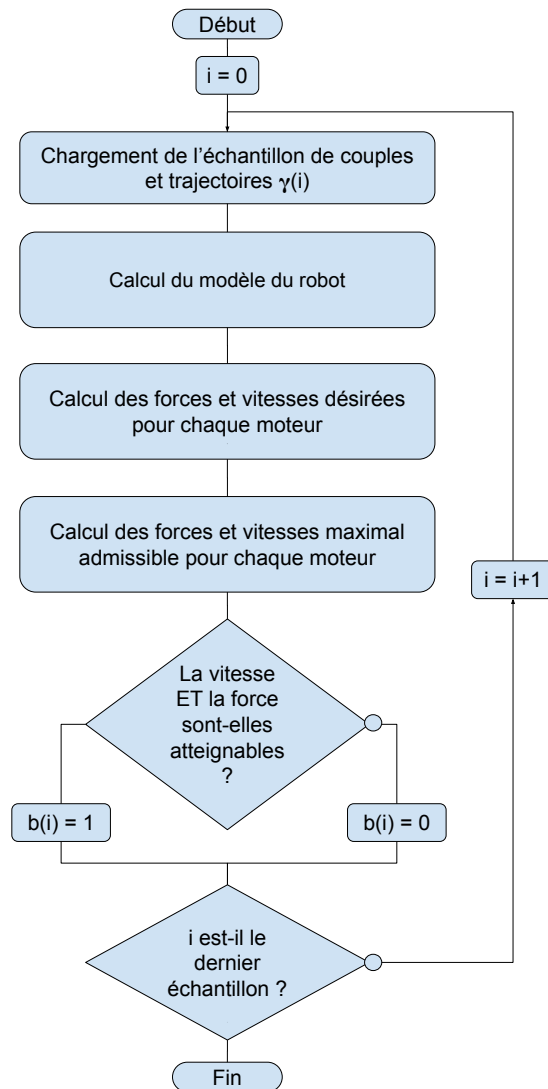 Début
i = 0
Chargement de l'échantillon de couples
et trajectoires γ(i)
Calcul du modèle du robot
Calcul des forces et vitesses désirées
pour chaque moteur
Calcul des forces et vitesses maximal
admissible pour chaque moteur
i = i+1
La vitesse
ET la force
sont-elles
atteignables
?
b(i) = 1
b(i) = 0
i est-il le
dernier
échantillon ?
Fin